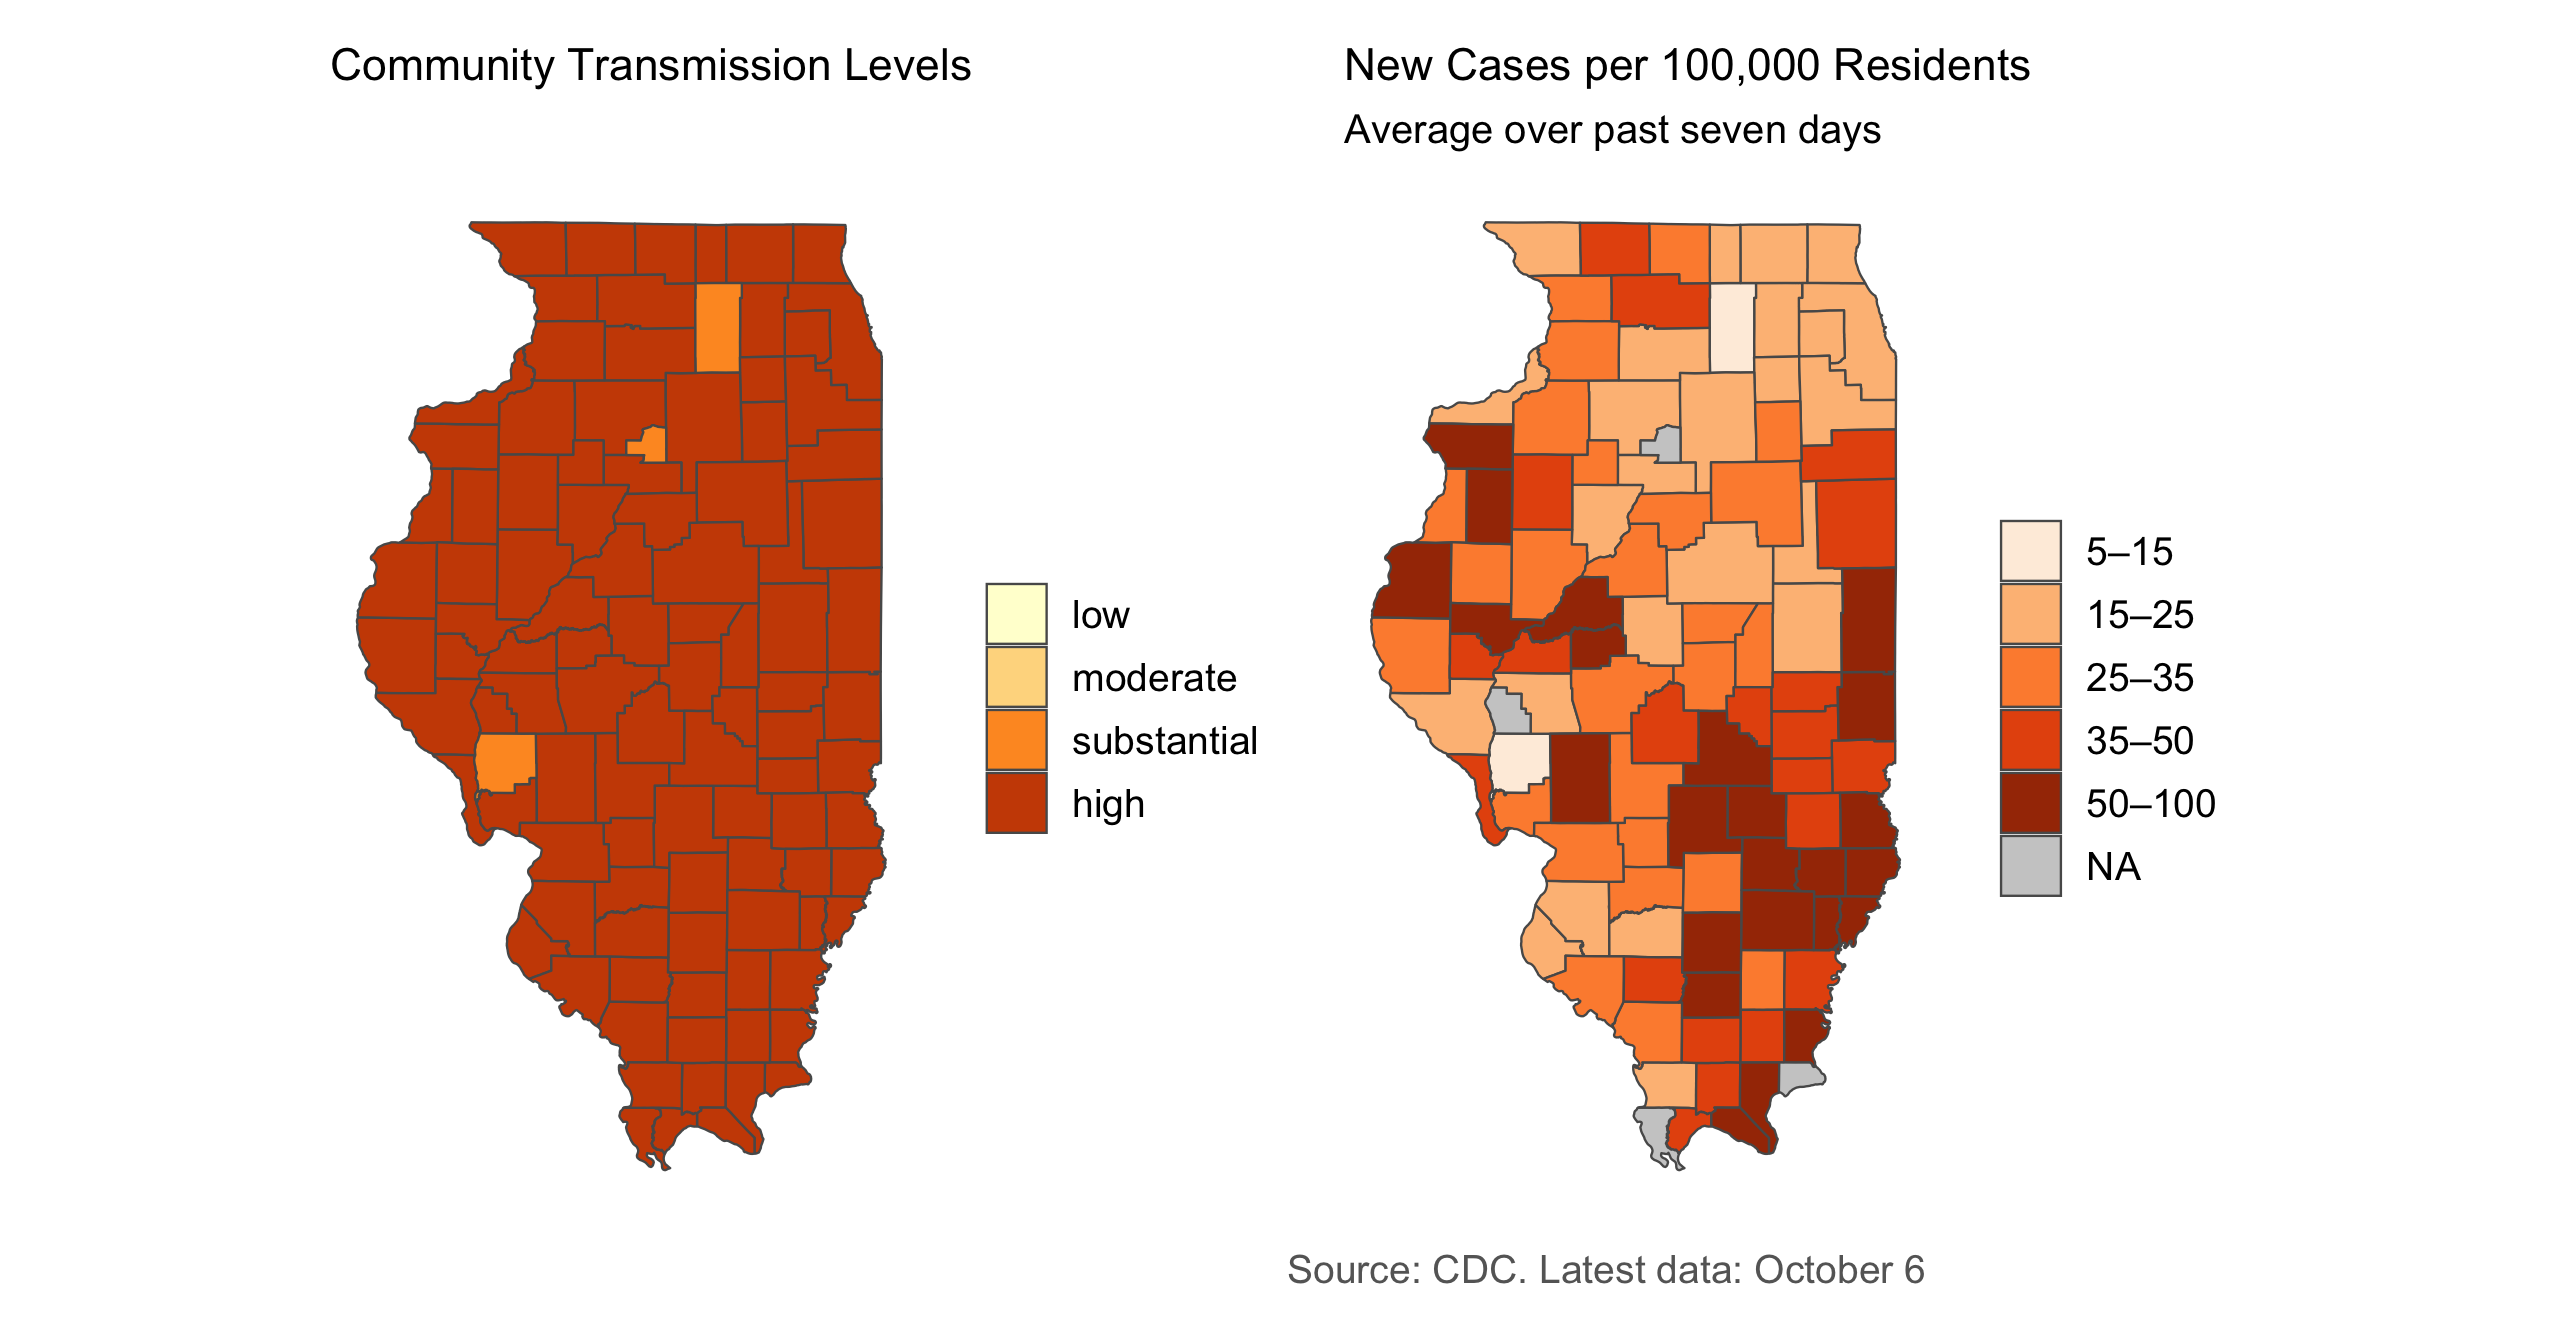 Community Transmission Levels
low
moderate
substantial
high
New Cases per 100,000 Residents
Average over past seven days
5–15
15–25
25–35
35–50
50–100
NA
Source: CDC. Latest data: October 6